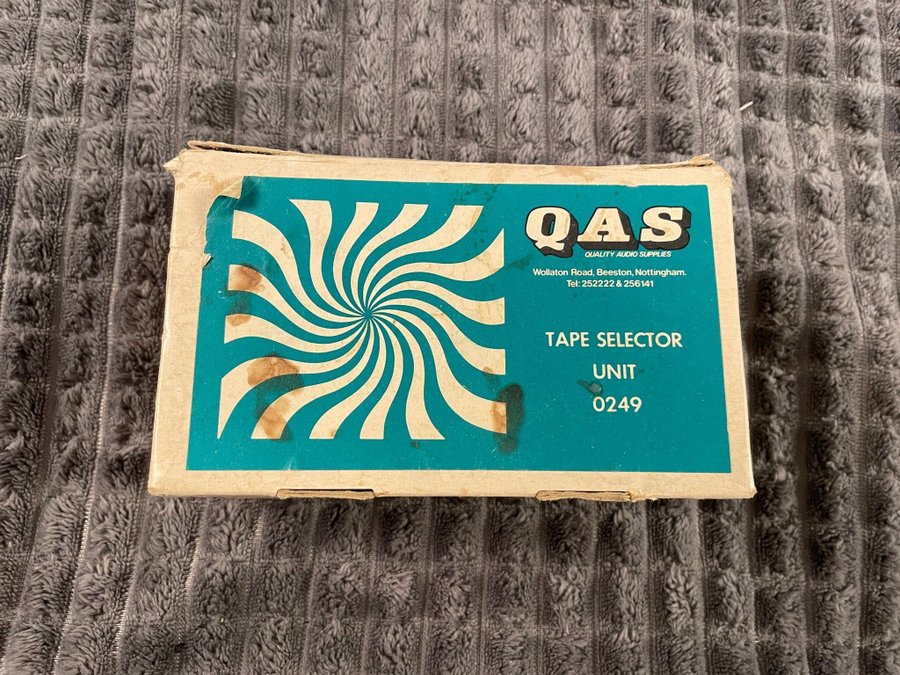 QAS
QUALITY AUDIO SUPPLIES
Wollaton Road, Beeston, Nottingham.
Tel: 252222 & 256141
TAPE SELECTOR
UNIT
0249